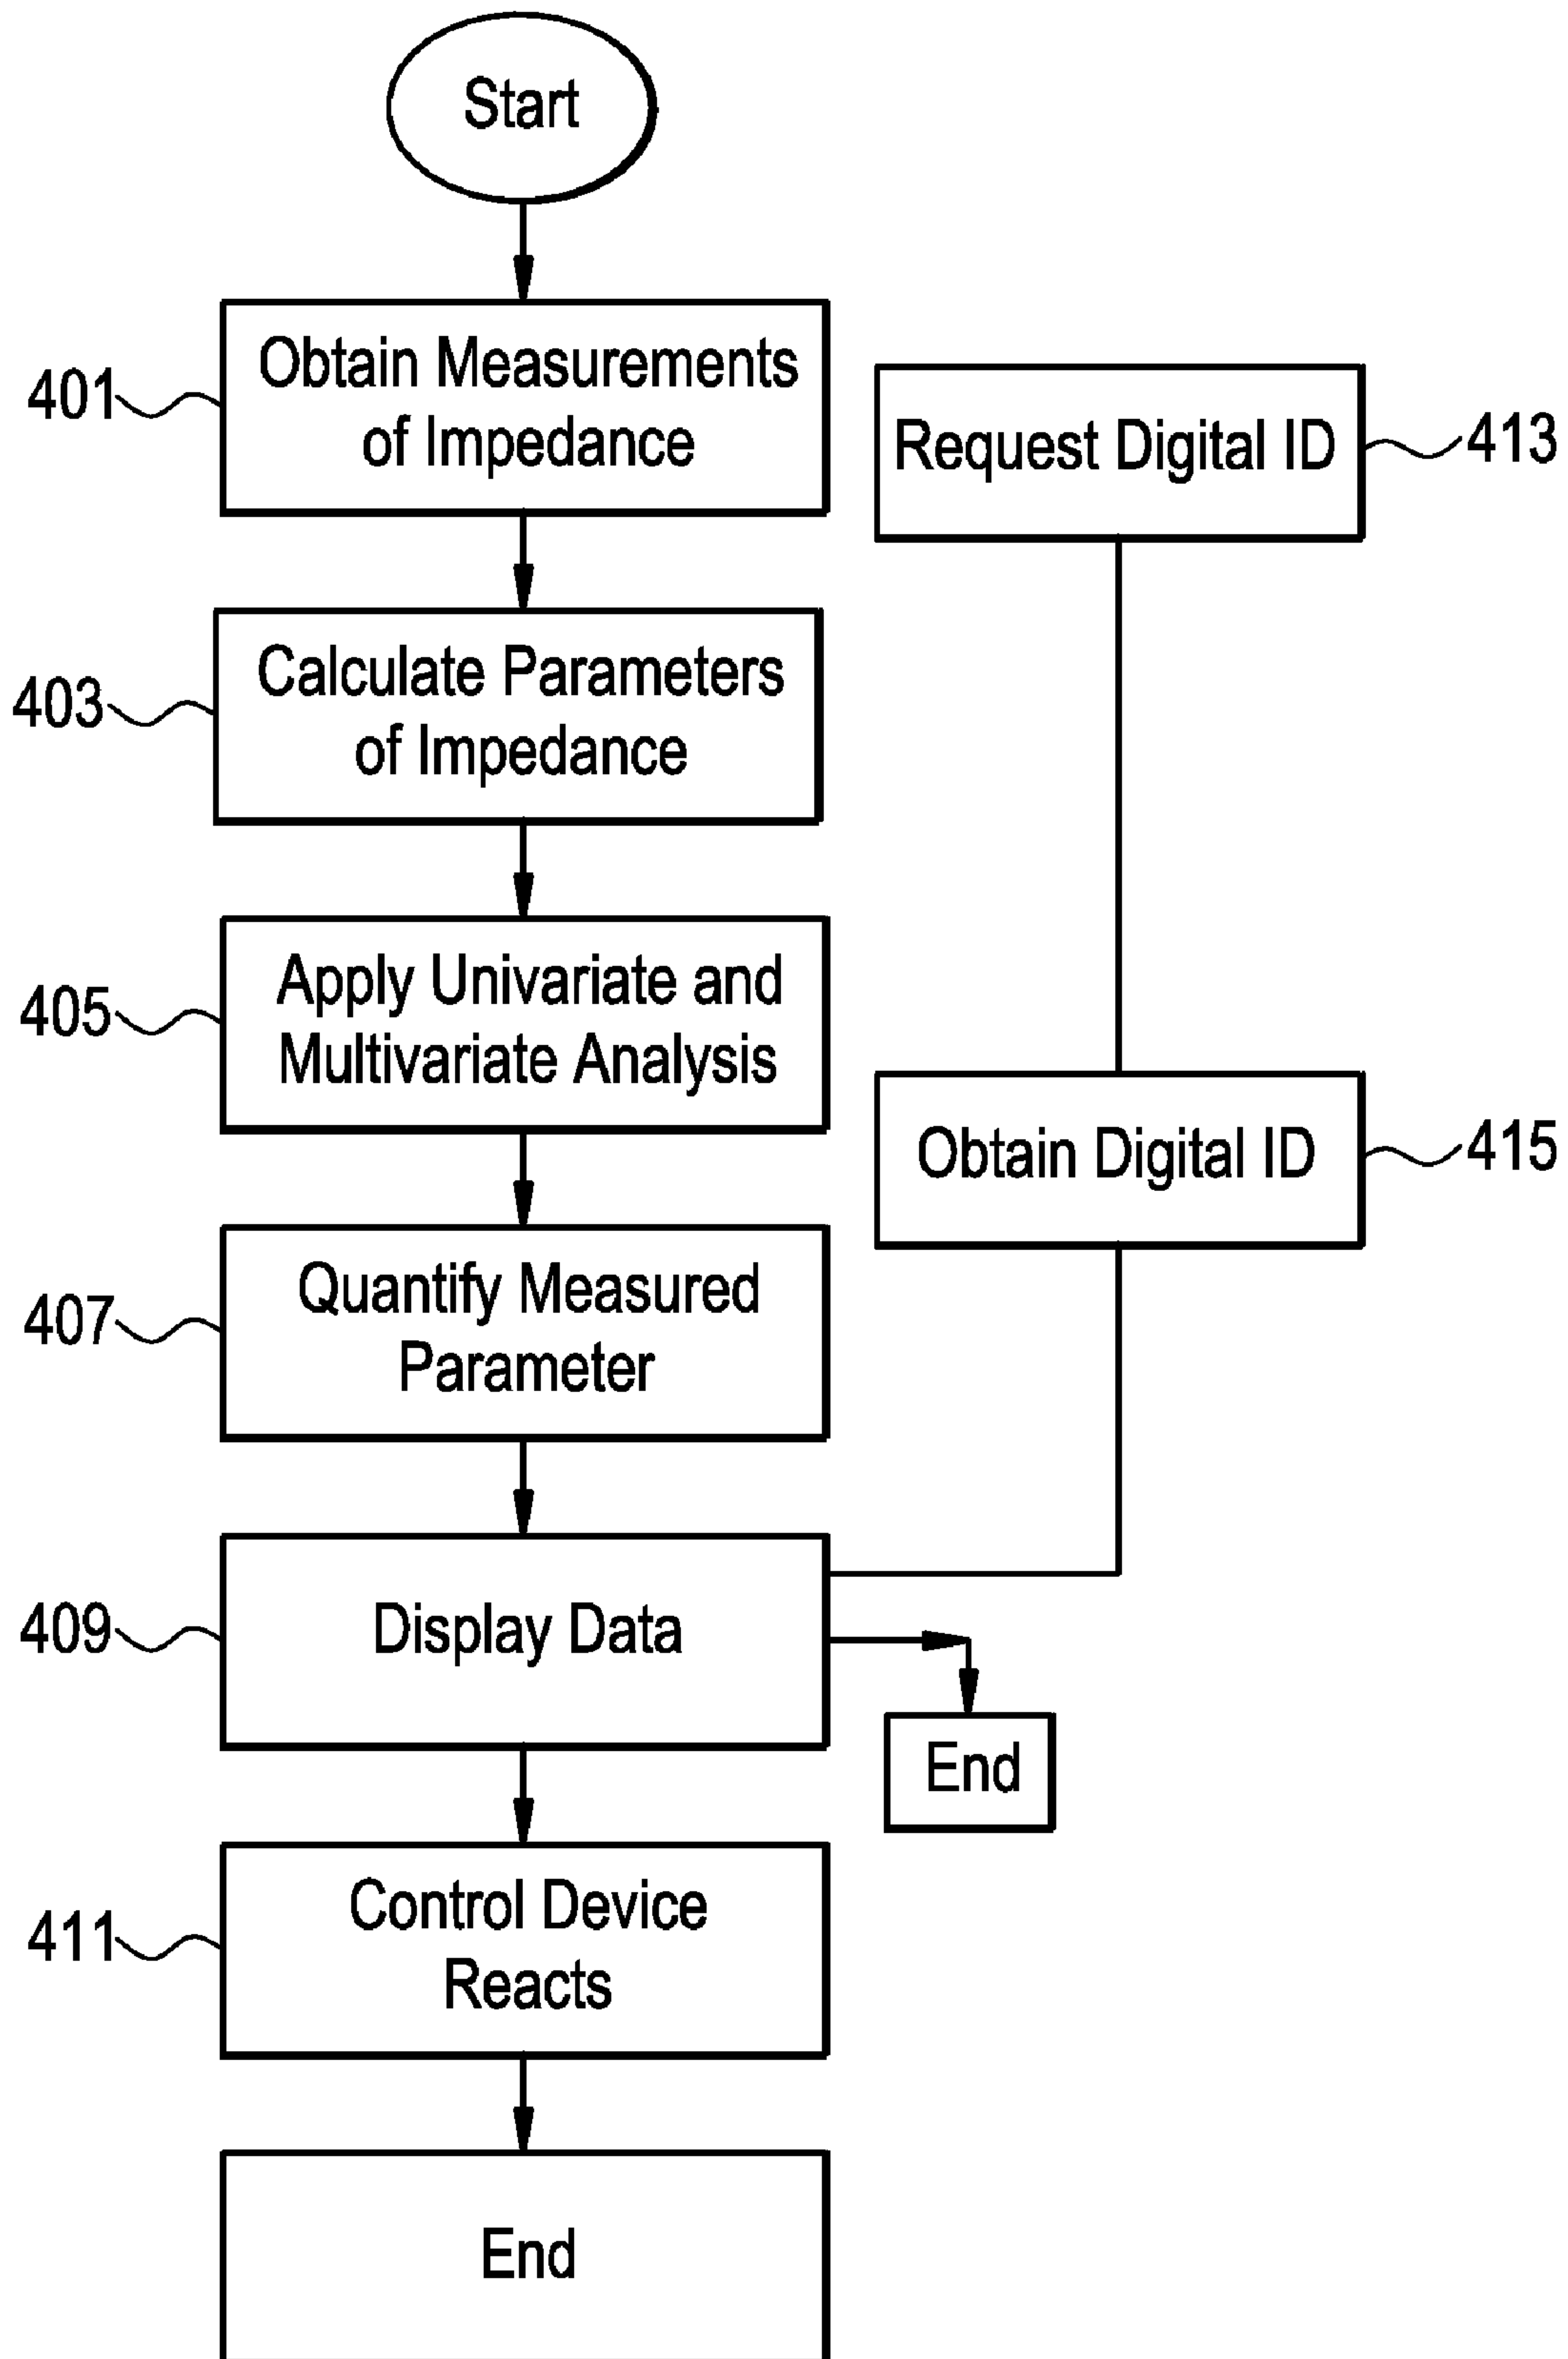 Start
401
Obtain Measurements
of Impedance
Request Digital ID
413
403
Calculate Parameters
of Impedance
405
Apply Univariate and
Multivariate Analysis
Obtain Digital ID
415
407
Quantify Measured
Parameter
409
Display Data
End
411
Control Device
Reacts
End